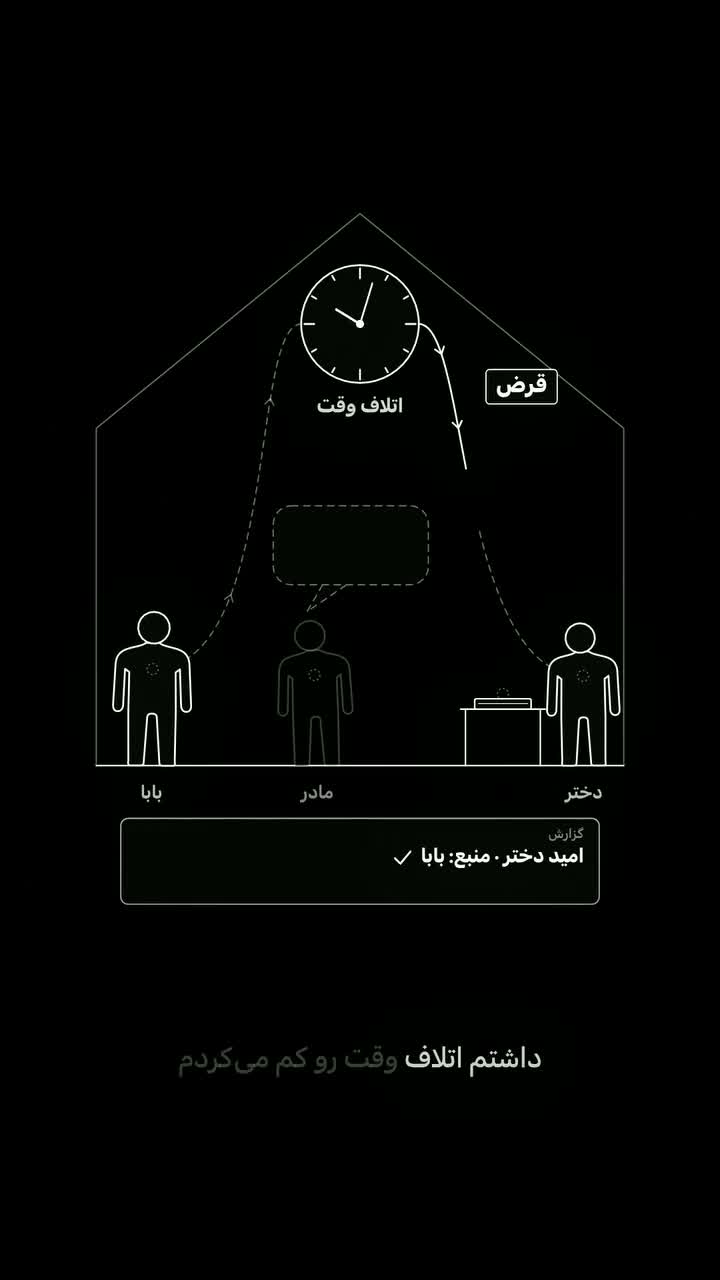 اتلاف وقت
قرض
بابا
مادر
دختر
گزارش
امید دختر · منبع: بابا ✓
داشتم اتلاف وقت رو کم می‌کردم